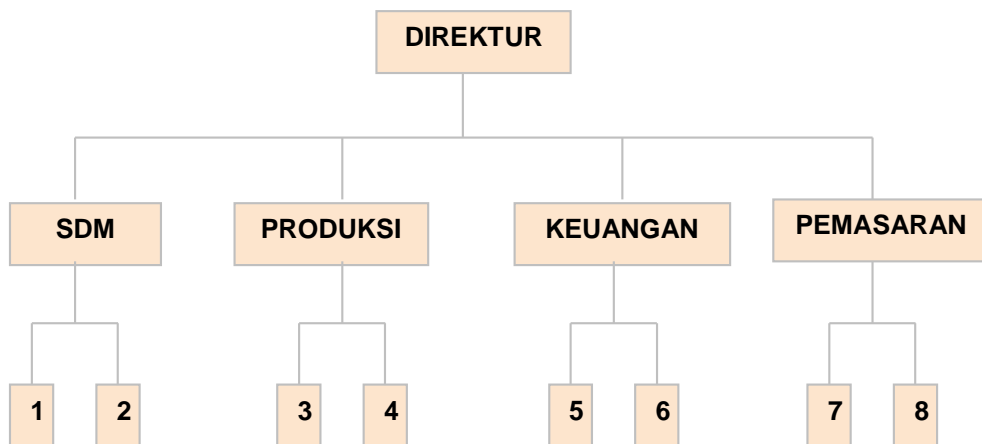 DIREKTUR
SDM
PRODUKSI
KEUANGAN
PEMASARAN
1
2
3
4
5
6
7
8